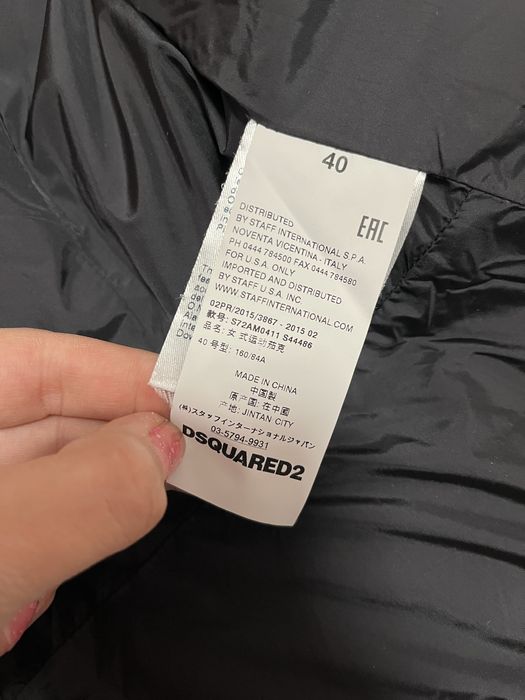 40
EAC
DISTRIBUTED
BY STAFF INTERNATIONAL S.P.A.
NOVENTA VICENTINA - ITALY
PH 0444 784500 FAX 0444 784580
FOR U.S.A. ONLY
IMPORTED AND DISTRIBUTED
BY STAFF U.S.A. INC.
WWW.STAFFINTERNATIONAL.COM
02PR/2015/3867 - 2015 02
款号: S72AM0411 S44486
品名: 女式运动茄克
40 号型: 160/84A
MADE IN CHINA
中国製
原产国: 在中國
产地: JINTAN CITY
(株)スタッフインターナショナルジャパン
03-5794-9931
DSQUARED2